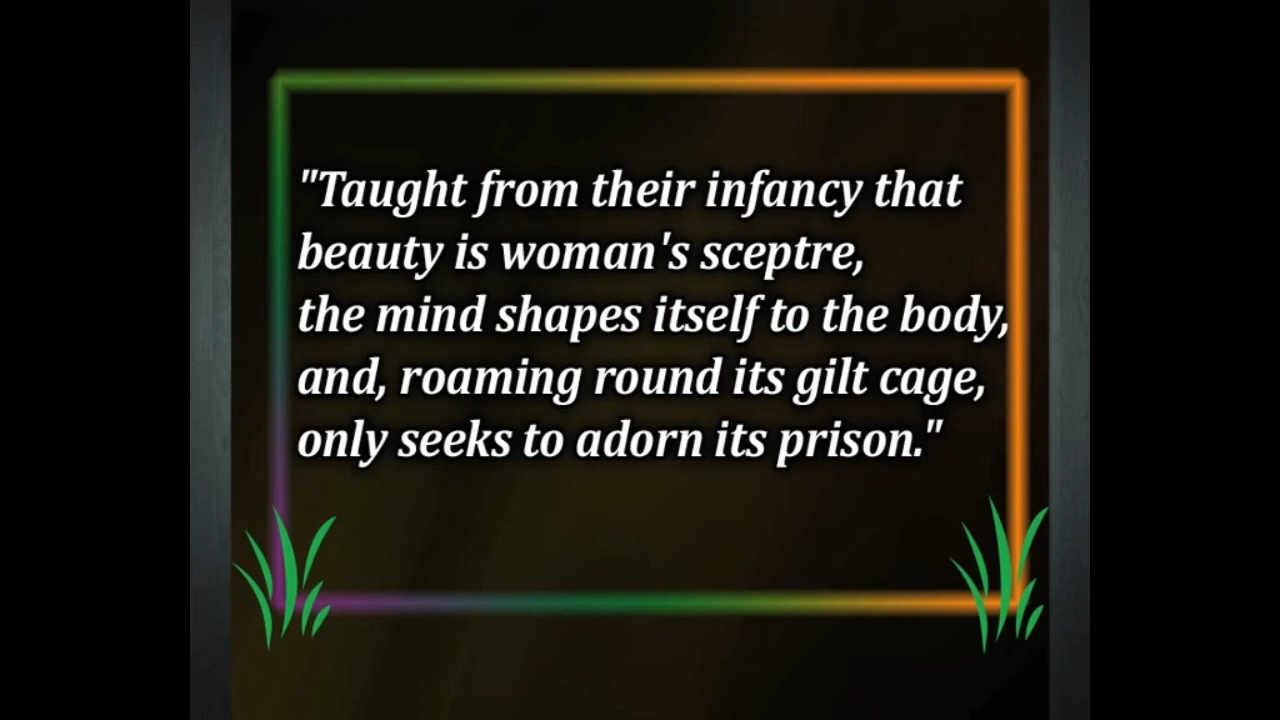 "Taught from their infancy that
beauty is woman's sceptre,
the mind shapes itself to the body,
and, roaming round its gilt cage,
only seeks to adorn its prison."